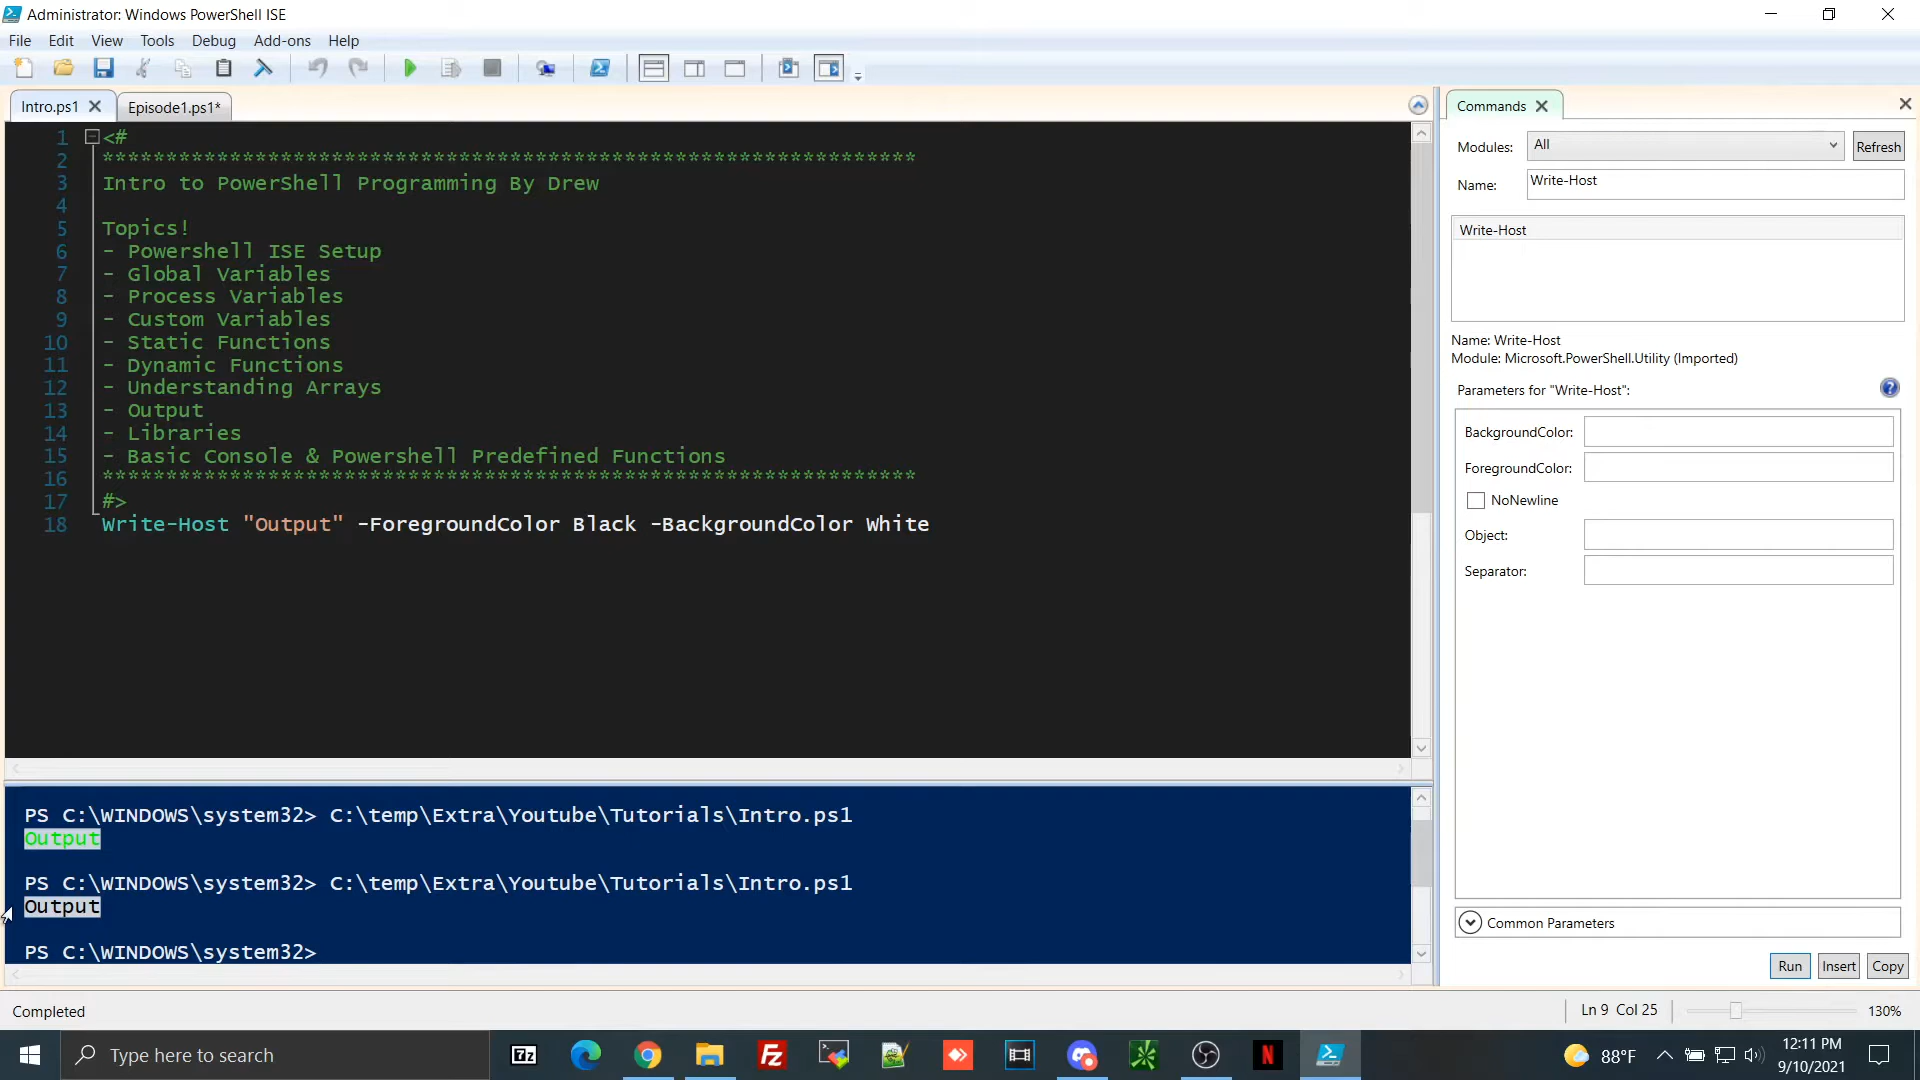 Administrator: Windows PowerShell ISE
File Edit View Tools Debug Add-ons Help
Intro.ps1 Episode1.ps1*
1 <#
2 ****************************************************************
3 Intro to PowerShell Programming By Drew
4
5 Topics!
6 - Powershell ISE Setup
7 - Global Variables
8 - Process Variables
9 - Custom Variables
10 - Static Functions
11 - Dynamic Functions
12 - Understanding Arrays
13 - Output
14 - Libraries
15 - Basic Console & Powershell Predefined Functions
16 ****************************************************************
17 #>
18 Write-Host "Output" -ForegroundColor Black -BackgroundColor White
PS C:\WINDOWS\system32> C:\temp\Extra\Youtube\Tutorials\Intro.ps1
Output
PS C:\WINDOWS\system32> C:\temp\Extra\Youtube\Tutorials\Intro.ps1
Output
PS C:\WINDOWS\system32>
Commands
Modules: All Refresh
Name: Write-Host
Write-Host
Name: Write-Host
Module: Microsoft.PowerShell.Utility (Imported)
Parameters for "Write-Host":
BackgroundColor:
ForegroundColor:
NoNewline
Object:
Separator:
Common Parameters
Run Insert Copy
Completed
Ln 9 Col 25
130%
Type here to search
7z
Fz
N
88°F
12:11 PM
9/10/2021